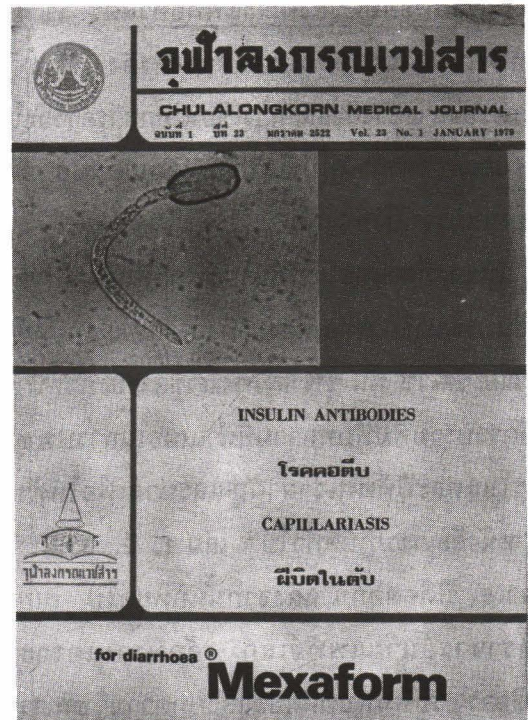 จุฬาลงกรณเวชสาร
CHULALONGKORN MEDICAL JOURNAL
ฉบับที่ 1 ปีที่ 23 มกราคม 2522 Vol. 23 No. 1 JANUARY 1979
INSULIN ANTIBODIES
โรคคอตีบ
CAPILLARIASIS
ฝีบิดในตับ
จุฬาลงกรณเวชสาร
for diarrhoea ®
Mexaform